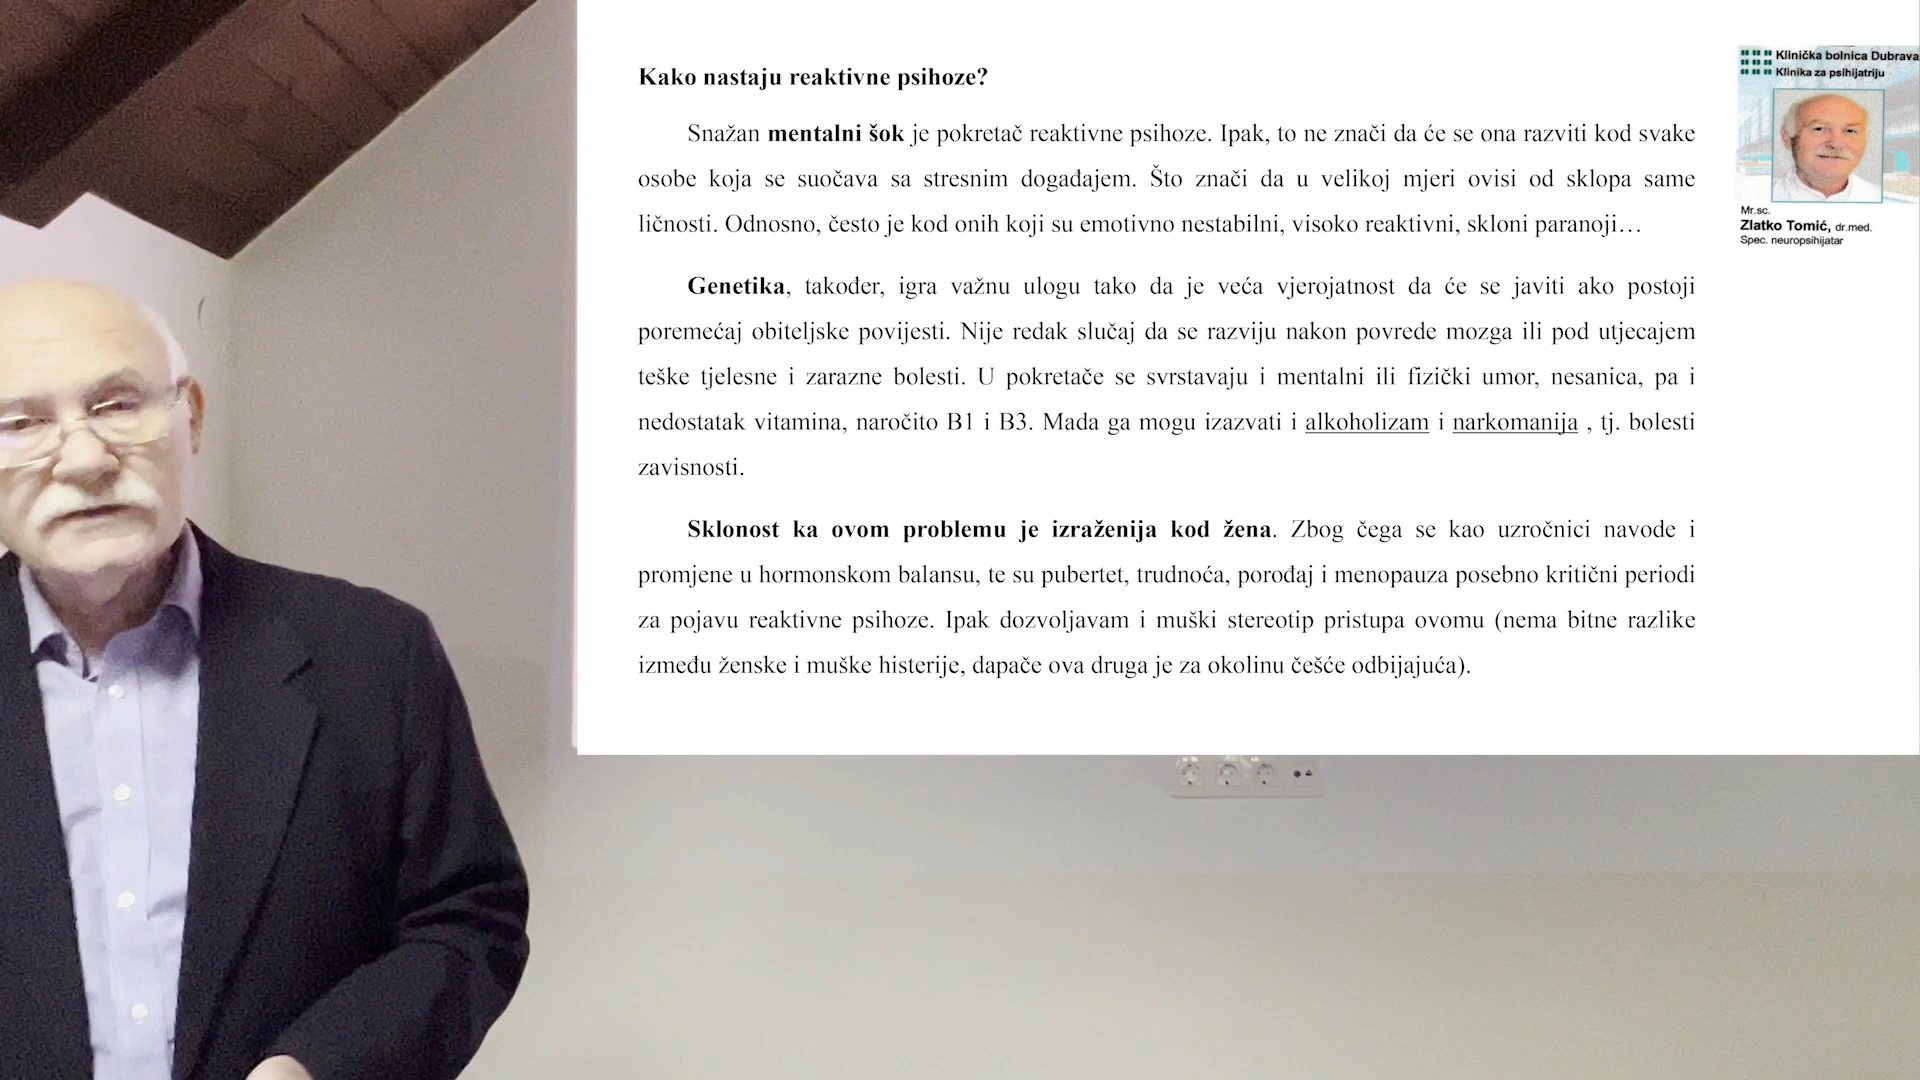 Kako nastaju reaktivne psihoze?
Snažan mentalni šok je pokretač reaktivne psihoze. Ipak, to ne znači da će se ona razviti kod svake
osobe koja se suočava sa stresnim događajem. Što znači da u velikoj mjeri ovisi od sklopa same
ličnosti. Odnosno, često je kod onih koji su emotivno nestabilni, visoko reaktivni, skloni paranoji…
Genetika, također, igra važnu ulogu tako da je veća vjerojatnost da će se javiti ako postoji
poremećaj obiteljske povijesti. Nije redak slučaj da se razviju nakon povrede mozga ili pod utjecajem
teške tjelesne i zarazne bolesti. U pokretače se svrstavaju i mentalni ili fizički umor, nesanica, pa i
nedostatak vitamina, naročito B1 i B3. Mada ga mogu izazvati i alkoholizam i narkomanija , tj. bolesti
zavisnosti.
Sklonost ka ovom problemu je izraženija kod žena. Zbog čega se kao uzročnici navode i
promjene u hormonskom balansu, te su pubertet, trudnoća, porođaj i menopauza posebno kritični periodi
za pojavu reaktivne psihoze. Ipak dozvoljavam i muški stereotip pristupa ovomu (nema bitne razlike
između ženske i muške histerije, dapače ova druga je za okolinu češće odbijajuća).
Klinička bolnica Dubrava
Klinika za psihijatriju
Mr.sc.
Zlatko Tomić, dr.med.
Spec. neuropsihijatar